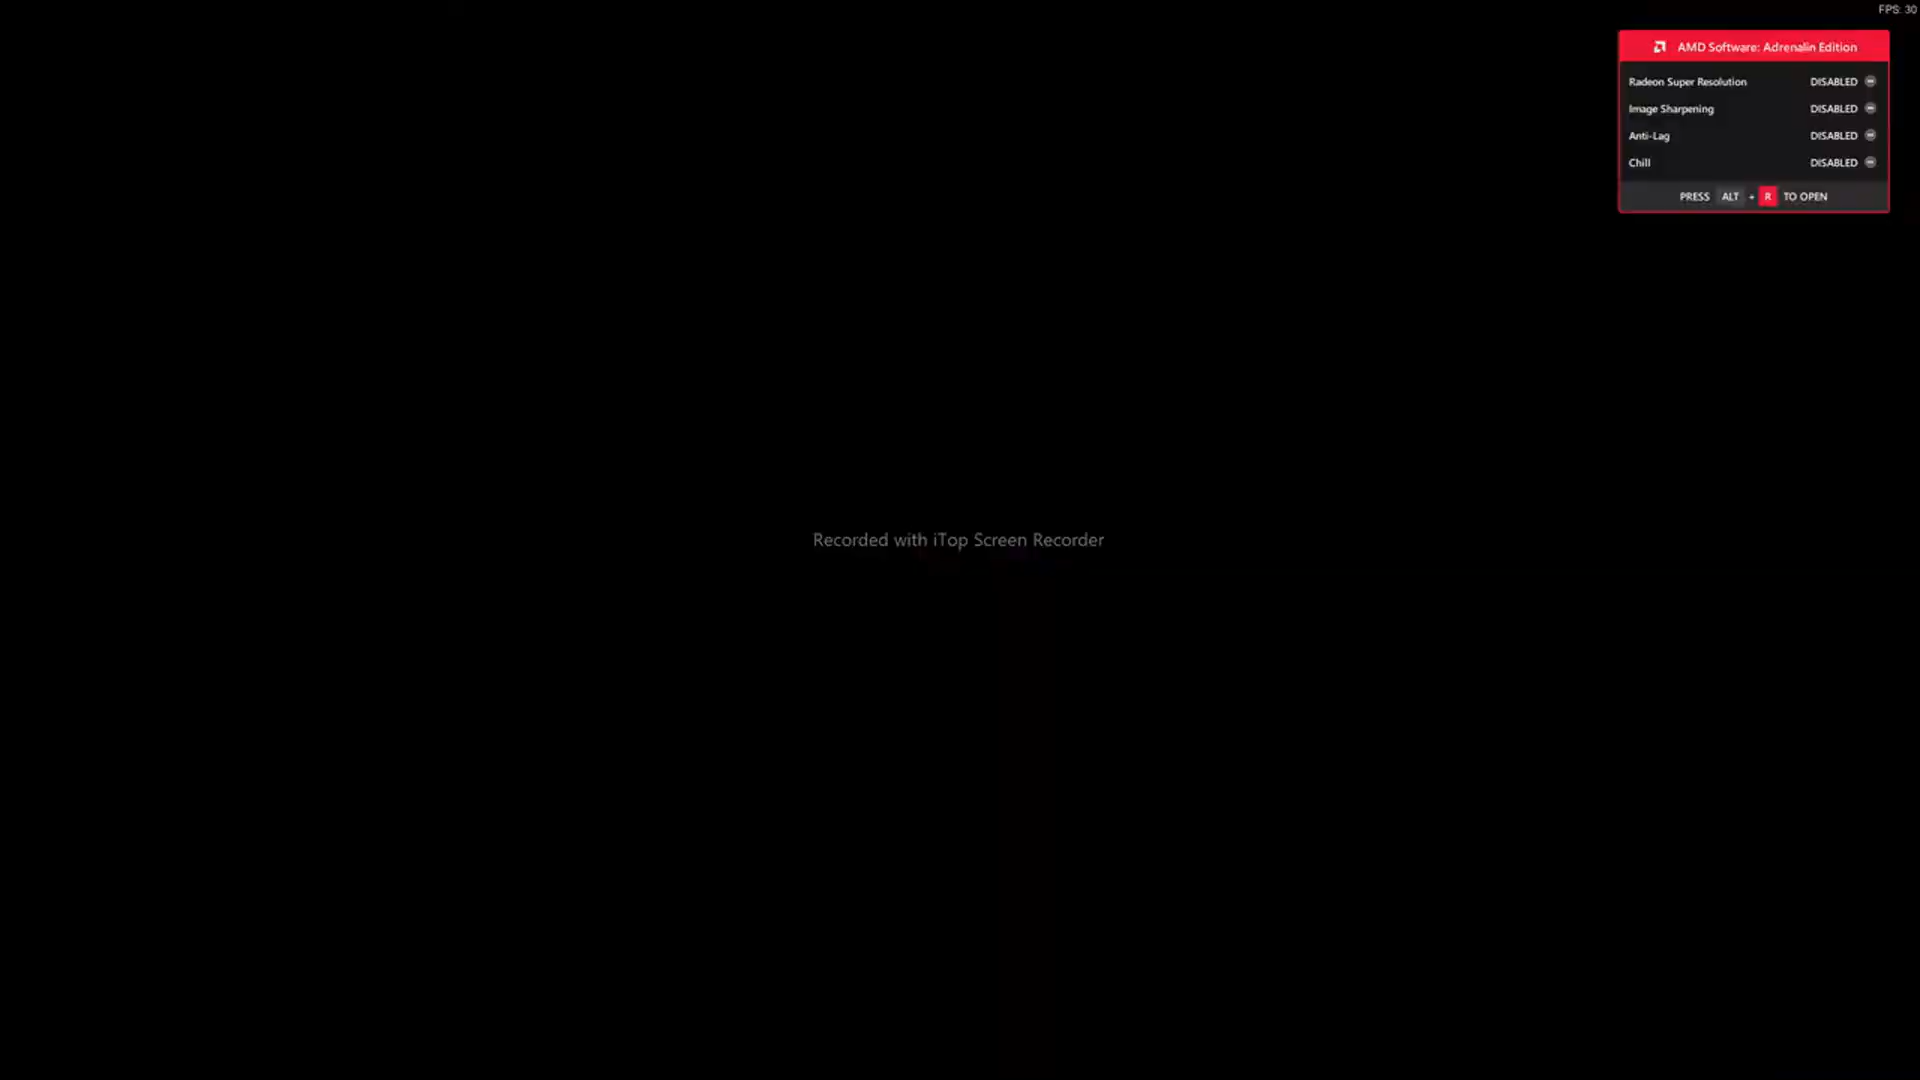 FPS: 30
AMD Software: Adrenalin Edition
Radeon Super Resolution DISABLED
Image Sharpening DISABLED
Anti-Lag DISABLED
Chill DISABLED
PRESS ALT + R TO OPEN
Recorded with iTop Screen Recorder